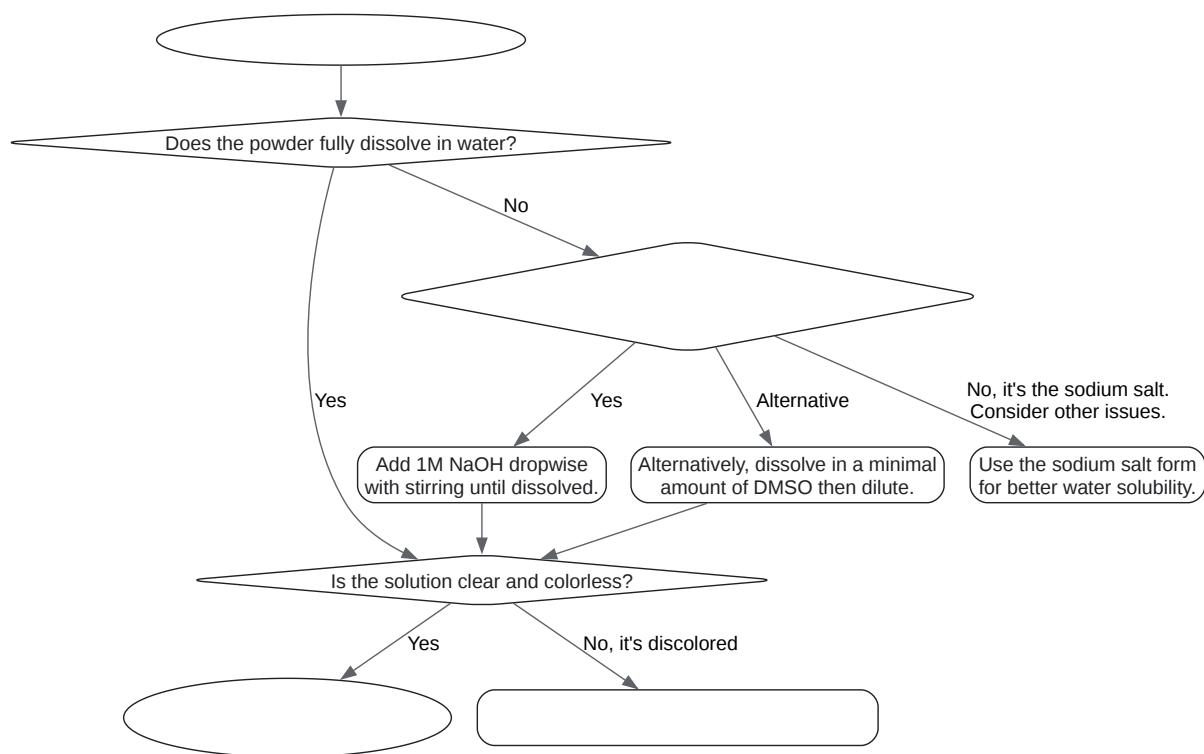 Does the powder fully dissolve in water?
No
Yes
Yes
Alternative
No, it's the sodium salt.
Consider other issues.
Add 1M NaOH dropwise
with stirring until dissolved.
Alternatively, dissolve in a minimal
amount of DMSO then dilute.
Use the sodium salt form
for better water solubility.
Is the solution clear and colorless?
Yes
No, it's discolored